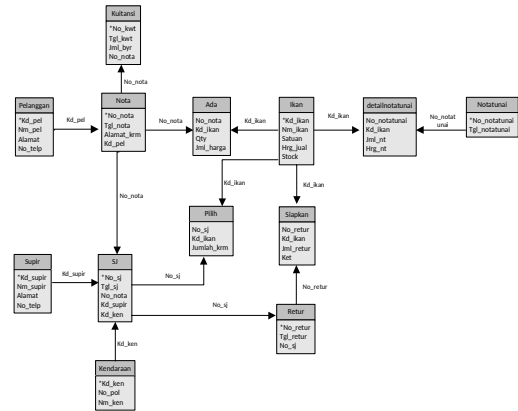 Kuitansi
*No_kwt
Tgl_kwt
Jml_byr
No_nota
No_nota
Pelanggan
*Kd_pel
Nm_pel
Alamat
No_telp
Kd_pel
Nota
*No_nota
Tgl_nota
Alamat_krm
Kd_pel
No_nota
Ada
No_nota
Kd_ikan
Qty
Jml_harga
Kd_ikan
Ikan
*Kd_ikan
Nm_ikan
Satuan
Hrg_jual
Stock
Kd_ikan
detailnotatunai
No_notatunai
Kd_ikan
Jml_nt
Hrg_nt
No_notat
unai
Notatunai
*No_notatunai
Tgl_notatunai
No_nota
Kd_ikan
Kd_ikan
Pilih
No_sj
Kd_ikan
Jumlah_krm
Siapkan
No_retur
Kd_ikan
Jml_retur
Ket
Supir
*Kd_supir
Nm_supir
Alamat
No_telp
Kd_supir
SJ
*No_sj
Tgl_sj
No_nota
Kd_supir
Kd_ken
No_sj
No_sj
No_retur
Retur
*No_retur
Tgl_retur
No_sj
Kd_ken
Kendaraan
*Kd_ken
No_pol
Nm_ken